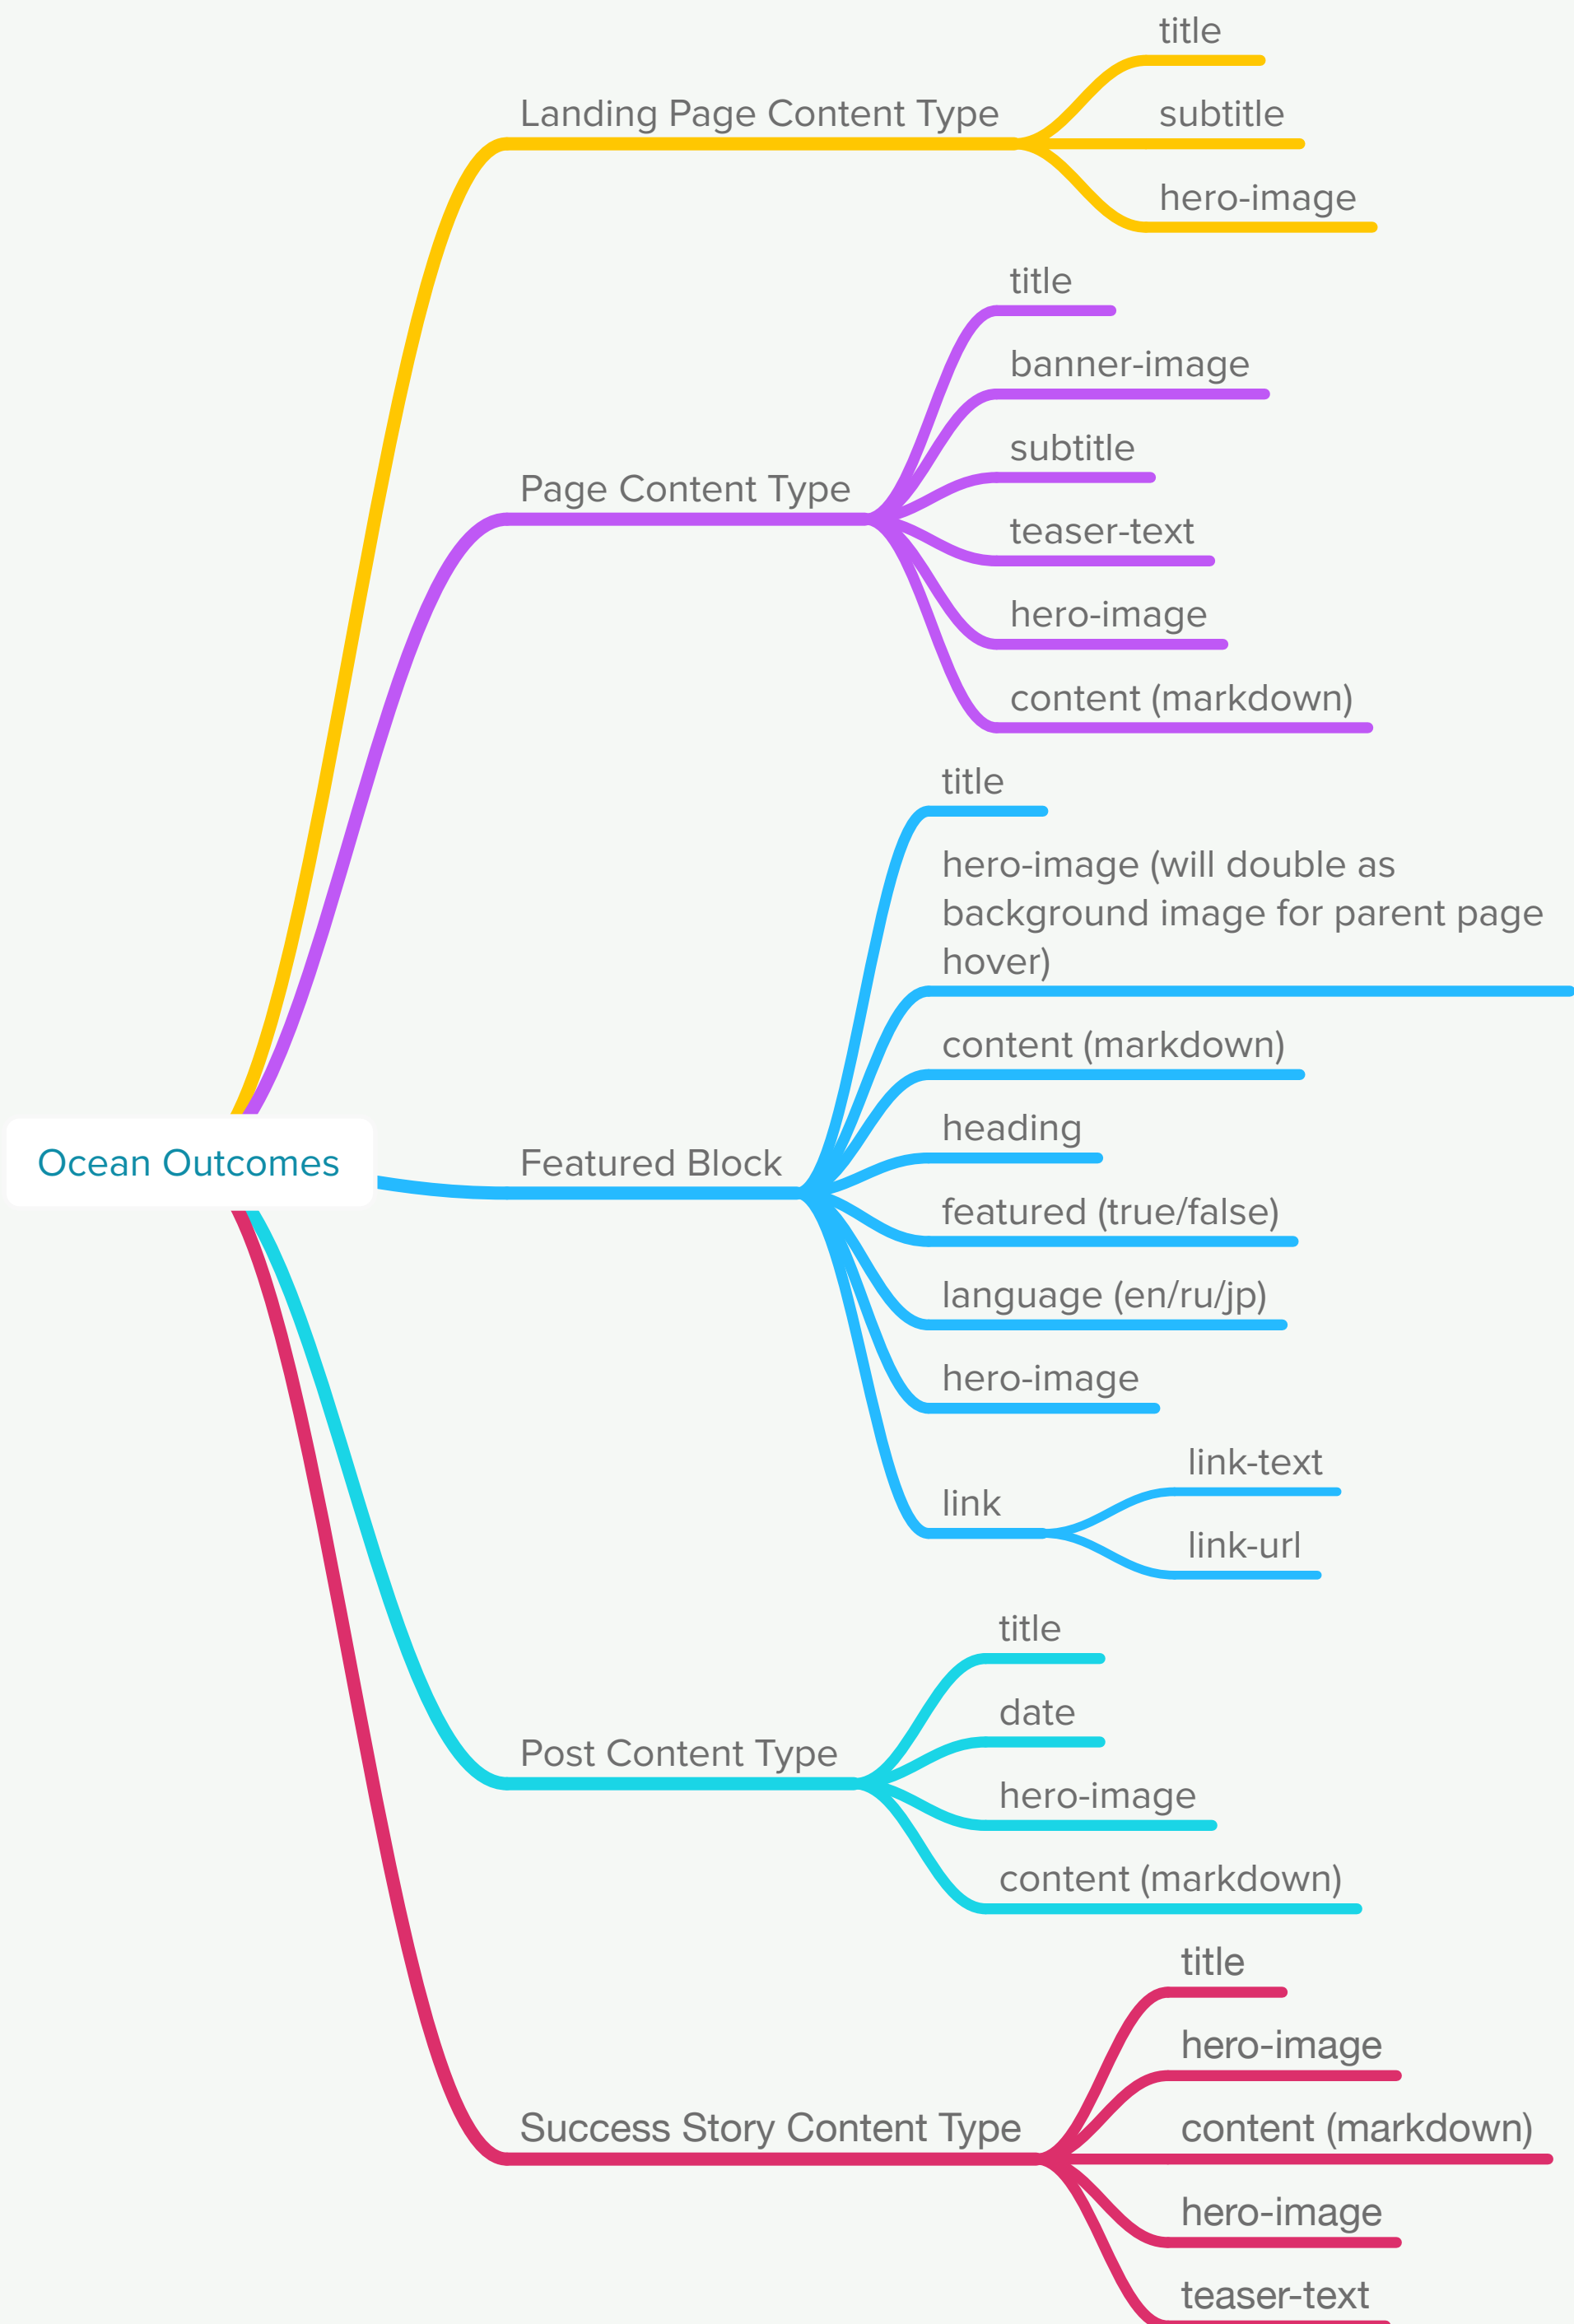 Ocean Outcomes
Landing Page Content Type
title
subtitle
hero-image
Page Content Type
title
banner-image
subtitle
teaser-text
hero-image
content (markdown)
Featured Block
title
hero-image (will double as
background image for parent page
hover)
content (markdown)
heading
featured (true/false)
language (en/ru/jp)
hero-image
link
link-text
link-url
Post Content Type
title
date
hero-image
content (markdown)
Success Story Content Type
title
hero-image
content (markdown)
hero-image
teaser-text